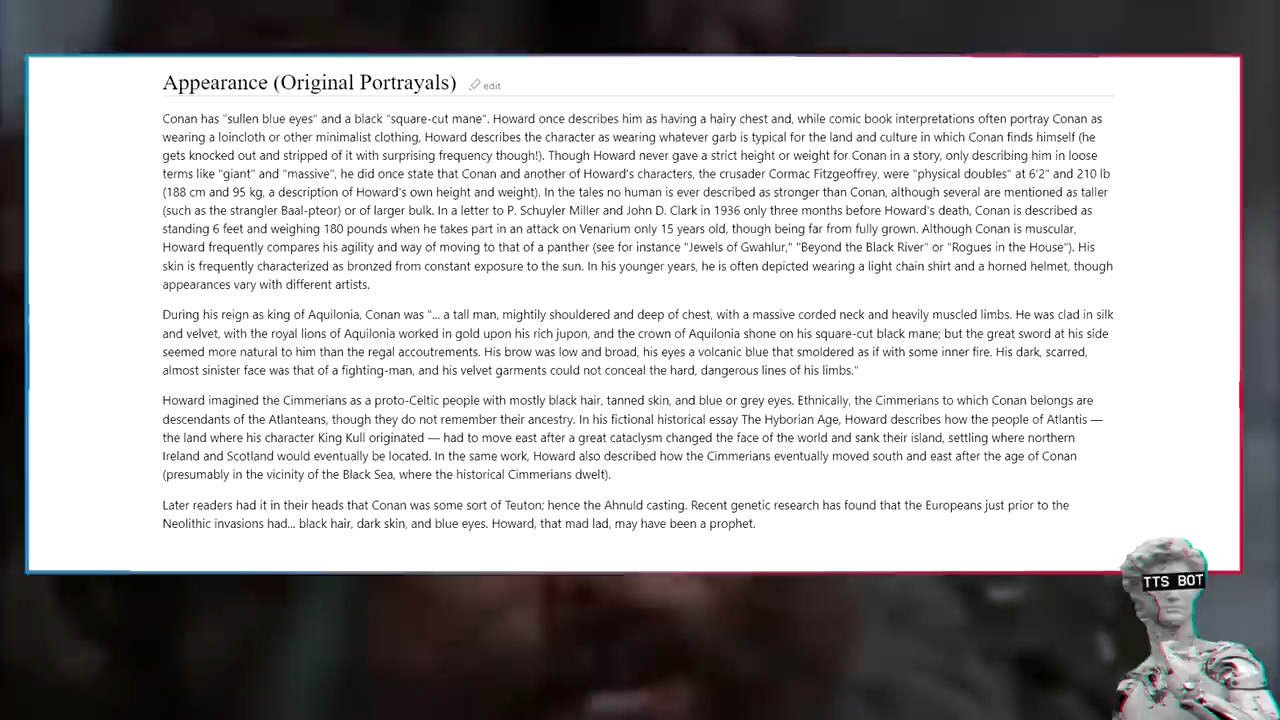 Appearance (Original Portrayals) edit
Conan has "sullen blue eyes" and a black "square-cut mane". Howard once describes him as having a hairy chest and, while comic book interpretations often portray Conan as
wearing a loincloth or other minimalist clothing, Howard describes the character as wearing whatever garb is typical for the land and culture in which Conan finds himself (he
gets knocked out and stripped of it with surprising frequency though!). Though Howard never gave a strict height or weight for Conan in a story, only describing him in loose
terms like "giant" and "massive", he did once state that Conan and another of Howard's characters, the crusader Cormac Fitzgeoffrey, were "physical doubles" at 6'2" and 210 lb
(188 cm and 95 kg, a description of Howard's own height and weight). In the tales no human is ever described as stronger than Conan, although several are mentioned as taller
(such as the strangler Baal-pteor) or of larger bulk. In a letter to P. Schuyler Miller and John D. Clark in 1936 only three months before Howard's death, Conan is described as
standing 6 feet and weighing 180 pounds when he takes part in an attack on Venarium only 15 years old, though being far from fully grown. Although Conan is muscular,
Howard frequently compares his agility and way of moving to that of a panther (see for instance "Jewels of Gwahlur," "Beyond the Black River" or "Rogues in the House"). His
skin is frequently characterized as bronzed from constant exposure to the sun. In his younger years, he is often depicted wearing a light chain shirt and a horned helmet, though
appearances vary with different artists.
During his reign as king of Aquilonia, Conan was "... a tall man, mightily shouldered and deep of chest, with a massive corded neck and heavily muscled limbs. He was clad in silk
and velvet, with the royal lions of Aquilonia worked in gold upon his rich jupon, and the crown of Aquilonia shone on his square-cut black mane; but the great sword at his side
seemed more natural to him than the regal accoutrements. His brow was low and broad, his eyes a volcanic blue that smoldered as if with some inner fire. His dark, scarred,
almost sinister face was that of a fighting-man, and his velvet garments could not conceal the hard, dangerous lines of his limbs."
Howard imagined the Cimmerians as a proto-Celtic people with mostly black hair, tanned skin, and blue or grey eyes. Ethnically, the Cimmerians to which Conan belongs are
descendants of the Atlanteans, though they do not remember their ancestry. In his fictional historical essay The Hyborian Age, Howard describes how the people of Atlantis —
the land where his character King Kull originated — had to move east after a great cataclysm changed the face of the world and sank their island, settling where northern
Ireland and Scotland would eventually be located. In the same work, Howard also described how the Cimmerians eventually moved south and east after the age of Conan
(presumably in the vicinity of the Black Sea, where the historical Cimmerians dwelt).
Later readers had it in their heads that Conan was some sort of Teuton; hence the Ahnuld casting. Recent genetic research has found that the Europeans just prior to the
Neolithic invasions had... black hair, dark skin, and blue eyes. Howard, that mad lad, may have been a prophet.
TTS BOT